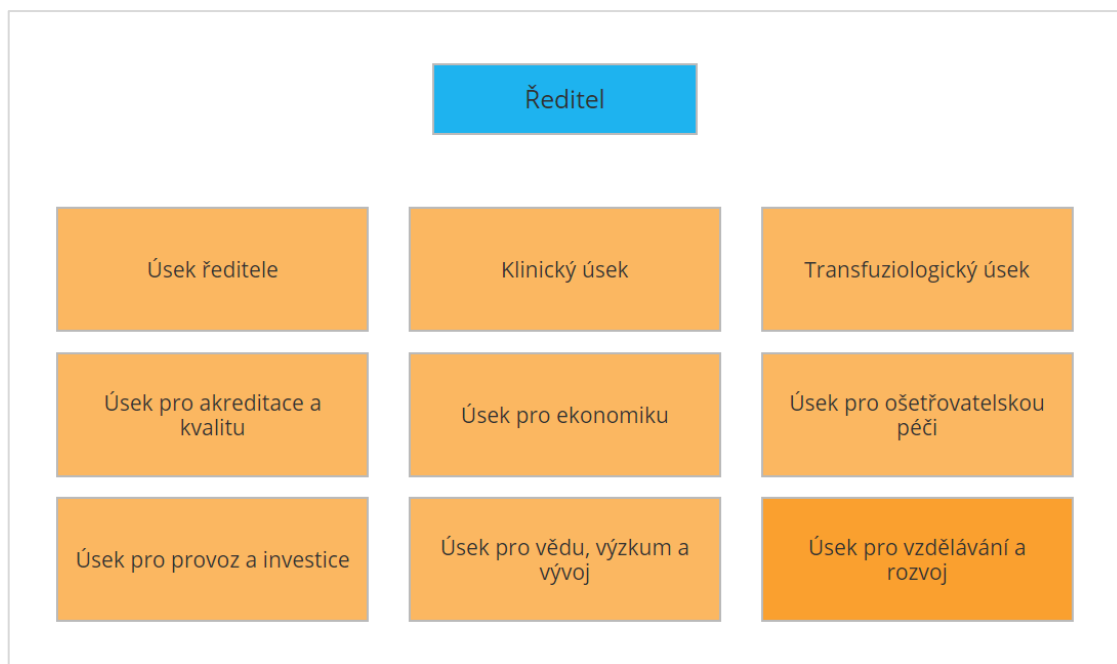 Ředitel
Úsek ředitele
Klinický úsek
Transfuziologický úsek
Úsek pro akreditace a
kvalitu
Úsek pro ekonomiku
Úsek pro ošetřovatelskou
péči
Úsek pro provoz a investice
Úsek pro vědu, výzkum a
vývoj
Úsek pro vzdělávání a
rozvoj